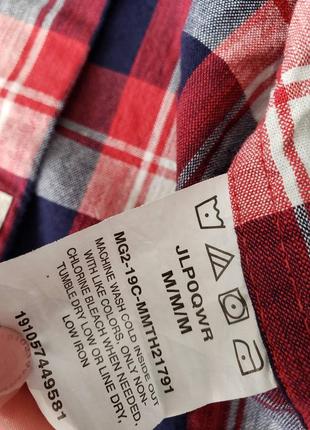 JLP0QWR
M/M/M
MG2-19C-MMTH21791
MACHINE WASH COLD INSIDE OUT
WITH LIKE COLORS, ONLY NON-
CHLORINE BLEACH WHEN NEEDED,
TUMBLE DRY LOW OR LINE DRY,
LOW IRON
191057449581